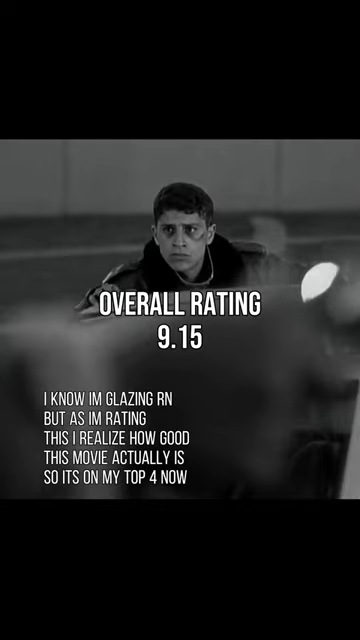 OVERALL RATING
9.15
I KNOW IM GLAZING RN
BUT AS IM RATING
THIS I REALIZE HOW GOOD
THIS MOVIE ACTUALLY IS
SO ITS ON MY TOP 4 NOW